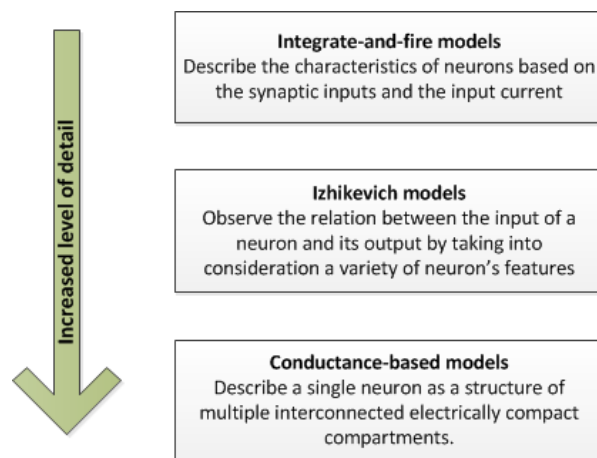 Increased level of detail
Integrate-and-fire models
Describe the characteristics of neurons based on
the synaptic inputs and the input current
Izhikevich models
Observe the relation between the input of a
neuron and its output by taking into
consideration a variety of neuron's features
Conductance-based models
Describe a single neuron as a structure of
multiple interconnected electrically compact
compartments.